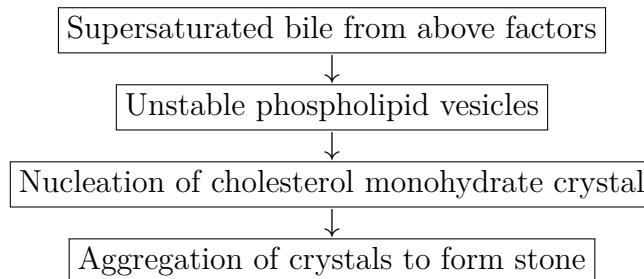 Supersaturated bile from above factors
Unstable phospholipid vesicles
Nucleation of cholesterol monohydrate crystal
Aggregation of crystals to form stone